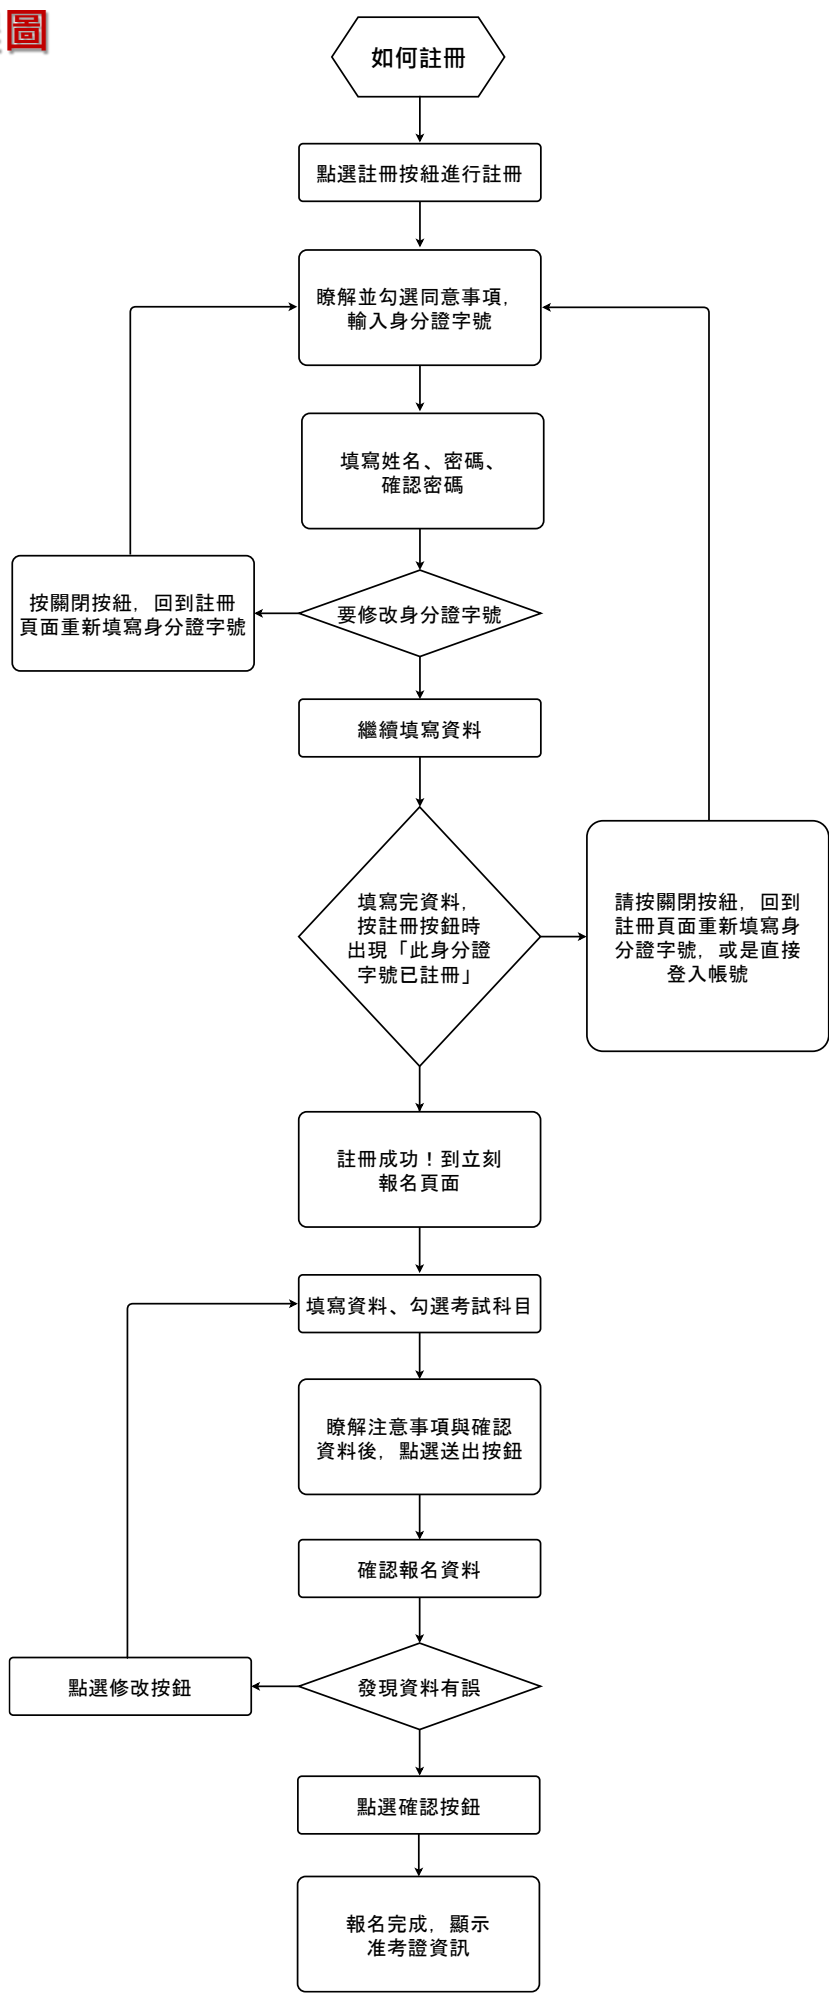 圖
如何註冊
點選註冊按紐進行註冊
瞭解並勾選同意事項,
輸入身分證字號
填寫姓名、密碼、
確認密碼
按關閉按紐, 回到註冊
頁面重新填寫身分證字號
要修改身分證字號
繼續填寫資料
填寫完資料,
按註冊按鈕時
出現「此身分證
字號已註冊」
請按關閉按紐, 回到
註冊頁面重新填寫身
分證字號, 或是直接
登入帳號
註冊成功！到立刻
報名頁面
填寫資料、勾選考試科目
瞭解注意事項與確認
資料後, 點選送出按鈕
確認報名資料
點選修改按鈕
發現資料有誤
點選確認按鈕
報名完成, 顯示
准考證資訊